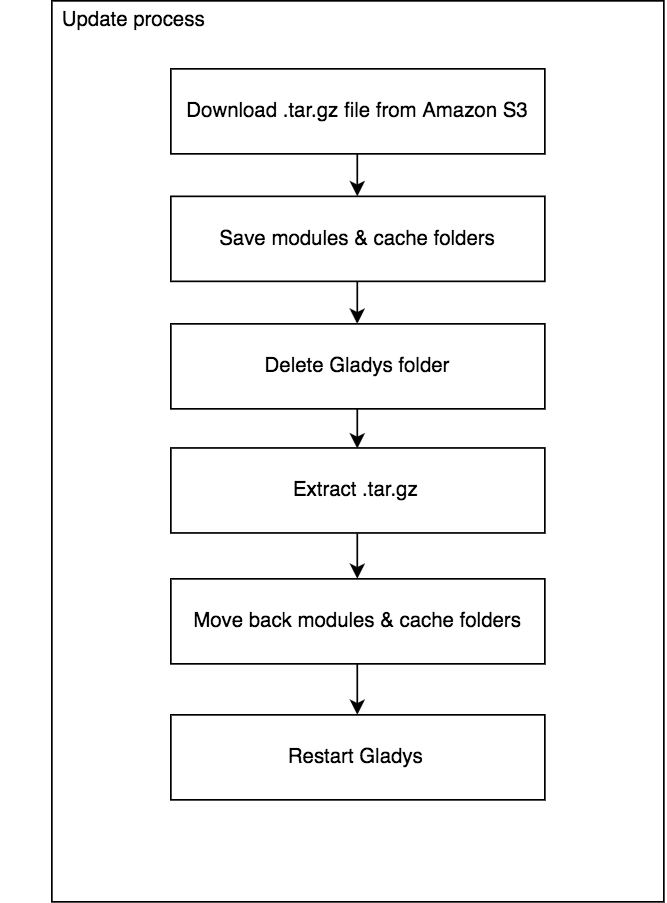 Update process
Download .tar.gz file from Amazon S3
Save modules & cache folders
Delete Gladys folder
Extract .tar.gz
Move back modules & cache folders
Restart Gladys